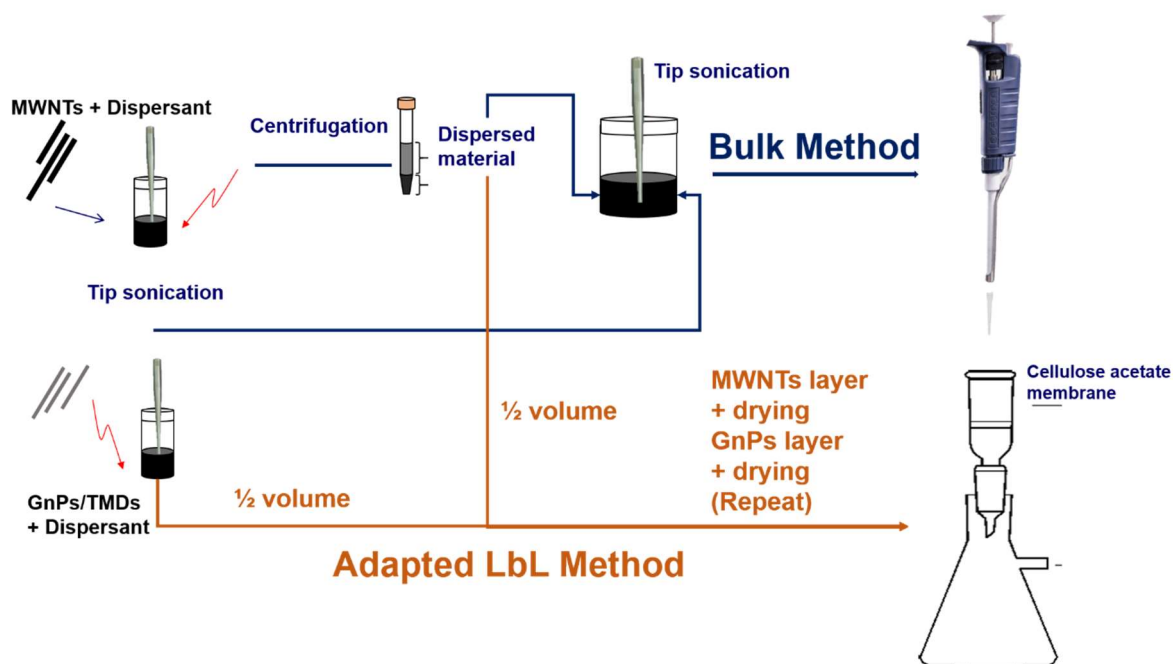 MWNTs + Dispersant
Centrifugation
Dispersed
material
Tip sonication
Bulk Method
Tip sonication
GnPs/TMDs
+ Dispersant
½ volume
½ volume
MWNTs layer
+ drying
GnPs layer
+ drying
(Repeat)
Cellulose acetate
membrane
Adapted LbL Method